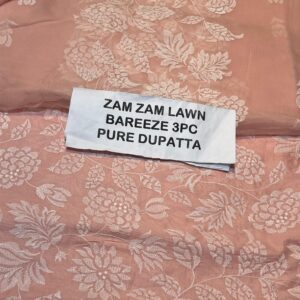 ZAM ZAM LAWN
BAREEZE 3PC
PURE DUPATTA